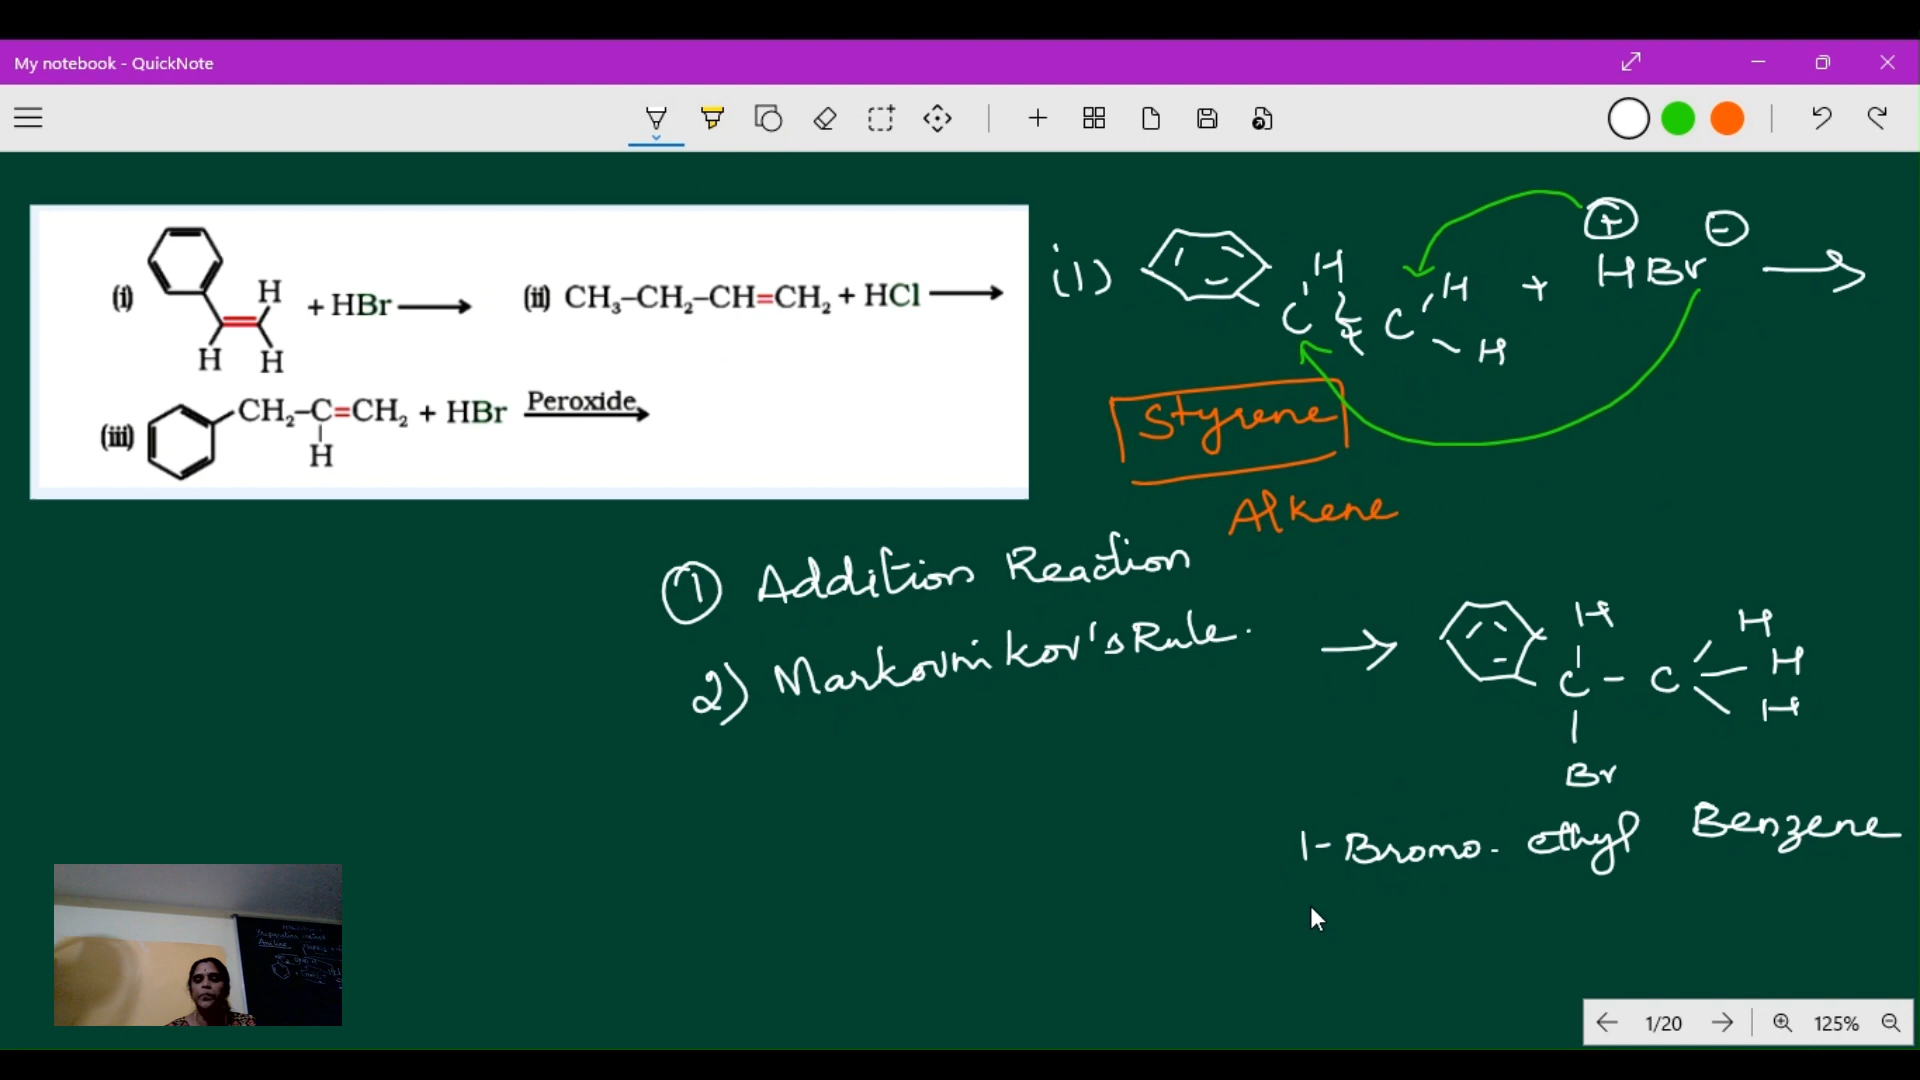 My notebook - QuickNote
(i) H + HBr ⟶ (ii) CH₃–CH₂–CH=CH₂ + HCl ⟶
H H
(iii) CH₂–C=CH₂ + HBr Peroxide ⟶
H
(i) H
C C H H + HBr ⟶
+ -
Styrene
Alkene
① Addition Reaction
2) Markovnikov's Rule.
→ H H
C - C H
H
Br
1- Bromo - ethyl Benzene
1/20 125%